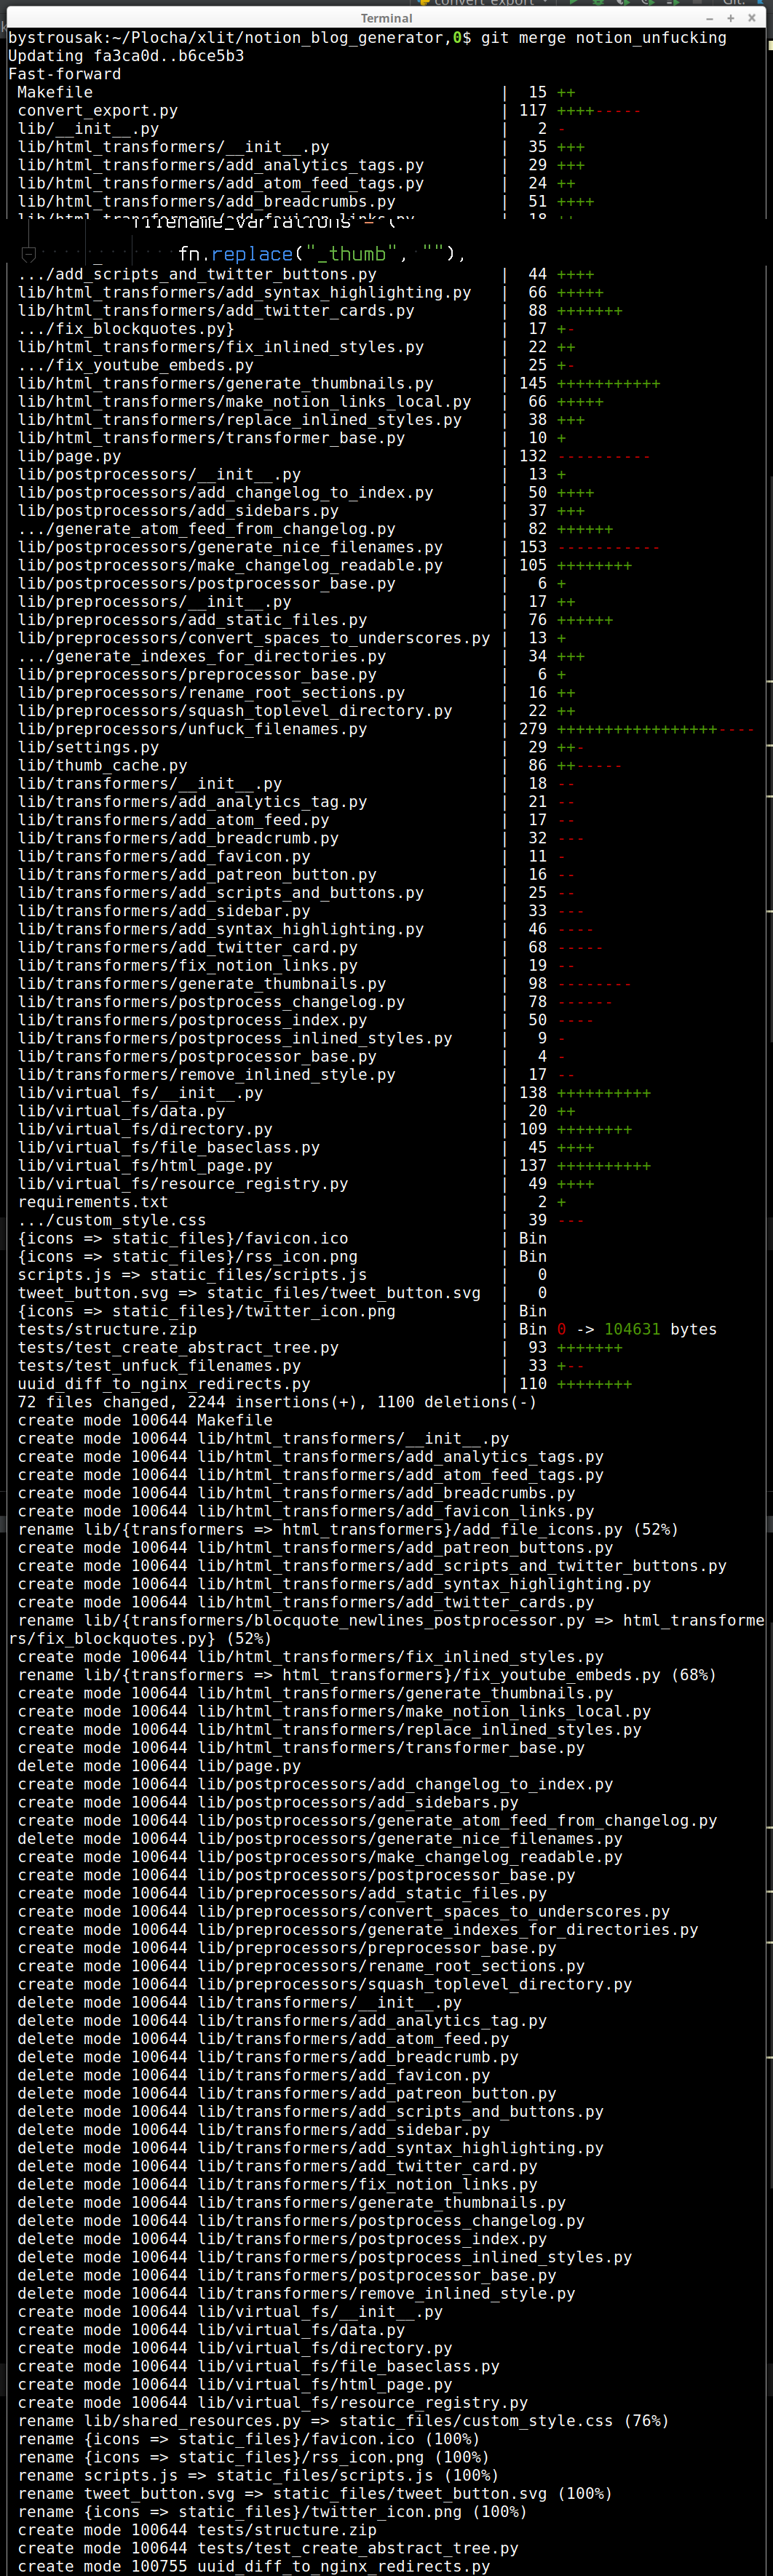 Terminal
bystrousak:~/Plocha/xlit/notion_blog_generator,0$ git merge notion_unfucking
Updating fa3ca0d..b6ce5b3
Fast-forward
Makefile | 15 ++
convert_export.py | 117 ++++-----
lib/__init__.py | 2 -
lib/html_transformers/__init__.py | 35 +++
lib/html_transformers/add_analytics_tags.py | 29 +++
lib/html_transformers/add_atom_feed_tags.py | 24 ++
lib/html_transformers/add_breadcrumbs.py | 51 ++++
lib/html_transformers/add_favicon_links.py | 18 ++
filename_variations = (
fn.replace("_thumb", ""),
.../add_scripts_and_twitter_buttons.py | 44 ++++
lib/html_transformers/add_syntax_highlighting.py | 66 +++++
lib/html_transformers/add_twitter_cards.py | 88 +++++++
.../fix_blockquotes.py} | 17 +-
lib/html_transformers/fix_inlined_styles.py | 22 ++
.../fix_youtube_embeds.py | 25 +-
lib/html_transformers/generate_thumbnails.py | 145 +++++++++++
lib/html_transformers/make_notion_links_local.py | 66 +++++
lib/html_transformers/replace_inlined_styles.py | 38 +++
lib/html_transformers/transformer_base.py | 10 +
lib/page.py | 132 ----------
lib/postprocessors/__init__.py | 13 +
lib/postprocessors/add_changelog_to_index.py | 50 ++++
lib/postprocessors/add_sidebars.py | 37 +++
.../generate_atom_feed_from_changelog.py | 82 ++++++
lib/postprocessors/generate_nice_filenames.py | 153 -----------
lib/postprocessors/make_changelog_readable.py | 105 ++++++++
lib/postprocessors/postprocessor_base.py | 6 +
lib/preprocessors/__init__.py | 17 ++
lib/preprocessors/add_static_files.py | 76 ++++++
lib/preprocessors/convert_spaces_to_underscores.py | 13 +
.../generate_indexes_for_directories.py | 34 +++
lib/preprocessors/preprocessor_base.py | 6 +
lib/preprocessors/rename_root_sections.py | 16 ++
lib/preprocessors/squash_toplevel_directory.py | 22 ++
lib/preprocessors/unfuck_filenames.py | 279 +++++++++++++++++----
lib/settings.py | 29 ++-
lib/thumb_cache.py | 86 ++-----
lib/transformers/__init__.py | 18 --
lib/transformers/add_analytics_tag.py | 21 --
lib/transformers/add_atom_feed.py | 17 --
lib/transformers/add_breadcrumb.py | 32 ---
lib/transformers/add_favicon.py | 11 -
lib/transformers/add_patreon_button.py | 16 --
lib/transformers/add_scripts_and_buttons.py | 25 --
lib/transformers/add_sidebar.py | 33 ---
lib/transformers/add_syntax_highlighting.py | 46 ----
lib/transformers/add_twitter_card.py | 68 -----
lib/transformers/fix_notion_links.py | 19 --
lib/transformers/generate_thumbnails.py | 98 --------
lib/transformers/postprocess_changelog.py | 78 ------
lib/transformers/postprocess_index.py | 50 ----
lib/transformers/postprocess_inlined_styles.py | 9 -
lib/transformers/postprocessor_base.py | 4 -
lib/transformers/remove_inlined_style.py | 17 --
lib/virtual_fs/__init__.py | 138 ++++++++++
lib/virtual_fs/data.py | 20 ++
lib/virtual_fs/directory.py | 109 ++++++++
lib/virtual_fs/file_baseclass.py | 45 ++++
lib/virtual_fs/html_page.py | 137 ++++++++++
lib/virtual_fs/resource_registry.py | 49 ++++
requirements.txt | 2 +
.../custom_style.css | 39 ---
{icons => static_files}/favicon.ico | Bin
{icons => static_files}/rss_icon.png | Bin
scripts.js => static_files/scripts.js | 0
tweet_button.svg => static_files/tweet_button.svg | 0
{icons => static_files}/twitter_icon.png | Bin
tests/structure.zip | Bin 0 -> 104631 bytes
tests/test_create_abstract_tree.py | 93 +++++++
tests/test_unfuck_filenames.py | 33 +--
uuid_diff_to_nginx_redirects.py | 110 ++++++++
72 files changed, 2244 insertions(+), 1100 deletions(-)
create mode 100644 Makefile
create mode 100644 lib/html_transformers/__init__.py
create mode 100644 lib/html_transformers/add_analytics_tags.py
create mode 100644 lib/html_transformers/add_atom_feed_tags.py
create mode 100644 lib/html_transformers/add_breadcrumbs.py
create mode 100644 lib/html_transformers/add_favicon_links.py
rename lib/{transformers => html_transformers}/add_file_icons.py (52%)
create mode 100644 lib/html_transformers/add_patreon_buttons.py
create mode 100644 lib/html_transformers/add_scripts_and_twitter_buttons.py
create mode 100644 lib/html_transformers/add_syntax_highlighting.py
create mode 100644 lib/html_transformers/add_twitter_cards.py
rename lib/{transformers/blocquote_newlines_postprocessor.py => html_transforme
rs/fix_blockquotes.py} (52%)
create mode 100644 lib/html_transformers/fix_inlined_styles.py
rename lib/{transformers => html_transformers}/fix_youtube_embeds.py (68%)
create mode 100644 lib/html_transformers/generate_thumbnails.py
create mode 100644 lib/html_transformers/make_notion_links_local.py
create mode 100644 lib/html_transformers/replace_inlined_styles.py
create mode 100644 lib/html_transformers/transformer_base.py
delete mode 100644 lib/page.py
create mode 100644 lib/postprocessors/add_changelog_to_index.py
create mode 100644 lib/postprocessors/add_sidebars.py
create mode 100644 lib/postprocessors/generate_atom_feed_from_changelog.py
delete mode 100644 lib/postprocessors/generate_nice_filenames.py
create mode 100644 lib/postprocessors/make_changelog_readable.py
create mode 100644 lib/postprocessors/postprocessor_base.py
create mode 100644 lib/preprocessors/add_static_files.py
create mode 100644 lib/preprocessors/convert_spaces_to_underscores.py
create mode 100644 lib/preprocessors/generate_indexes_for_directories.py
create mode 100644 lib/preprocessors/preprocessor_base.py
create mode 100644 lib/preprocessors/rename_root_sections.py
create mode 100644 lib/preprocessors/squash_toplevel_directory.py
delete mode 100644 lib/transformers/__init__.py
delete mode 100644 lib/transformers/add_analytics_tag.py
delete mode 100644 lib/transformers/add_atom_feed.py
delete mode 100644 lib/transformers/add_breadcrumb.py
delete mode 100644 lib/transformers/add_favicon.py
delete mode 100644 lib/transformers/add_patreon_button.py
delete mode 100644 lib/transformers/add_scripts_and_buttons.py
delete mode 100644 lib/transformers/add_sidebar.py
delete mode 100644 lib/transformers/add_syntax_highlighting.py
delete mode 100644 lib/transformers/add_twitter_card.py
delete mode 100644 lib/transformers/fix_notion_links.py
delete mode 100644 lib/transformers/generate_thumbnails.py
delete mode 100644 lib/transformers/postprocess_changelog.py
delete mode 100644 lib/transformers/postprocess_index.py
delete mode 100644 lib/transformers/postprocess_inlined_styles.py
delete mode 100644 lib/transformers/postprocessor_base.py
delete mode 100644 lib/transformers/remove_inlined_style.py
create mode 100644 lib/virtual_fs/__init__.py
create mode 100644 lib/virtual_fs/data.py
create mode 100644 lib/virtual_fs/directory.py
create mode 100644 lib/virtual_fs/file_baseclass.py
create mode 100644 lib/virtual_fs/html_page.py
create mode 100644 lib/virtual_fs/resource_registry.py
rename lib/shared_resources.py => static_files/custom_style.css (76%)
rename {icons => static_files}/favicon.ico (100%)
rename {icons => static_files}/rss_icon.png (100%)
rename scripts.js => static_files/scripts.js (100%)
rename tweet_button.svg => static_files/tweet_button.svg (100%)
rename {icons => static_files}/twitter_icon.png (100%)
create mode 100644 tests/structure.zip
create mode 100644 tests/test_create_abstract_tree.py
create mode 100755 uuid_diff_to_nginx_redirects.py